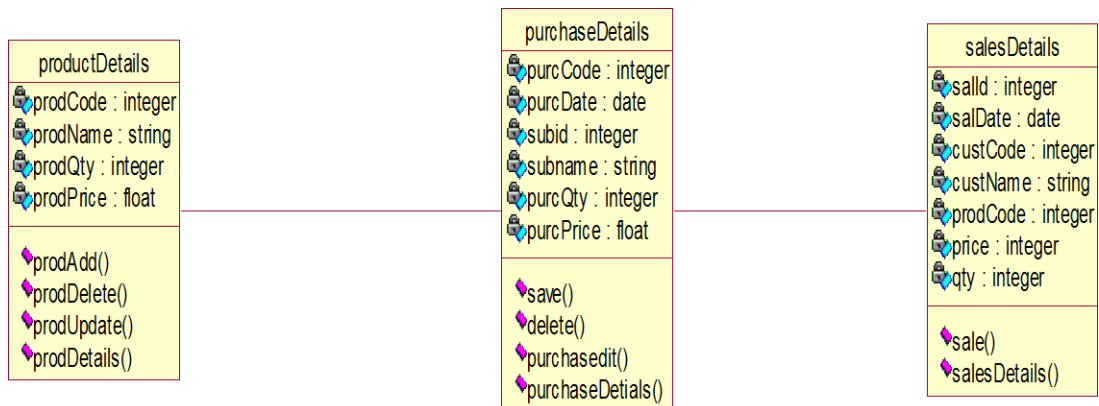 productDetails
prodCode : integer
prodName : string
prodQty : integer
prodPrice : float
prodAdd()
prodDelete()
prodUpdate()
prodDetails()
purchaseDetails
purcCode : integer
purcDate : date
subid : integer
subname : string
purcQty : integer
purcPrice : float
save()
delete()
purchasedit()
purchaseDetials()
salesDetails
salId : integer
salDate : date
custCode : integer
custName : string
prodCode : integer
price : integer
qty : integer
sale()
salesDetails()